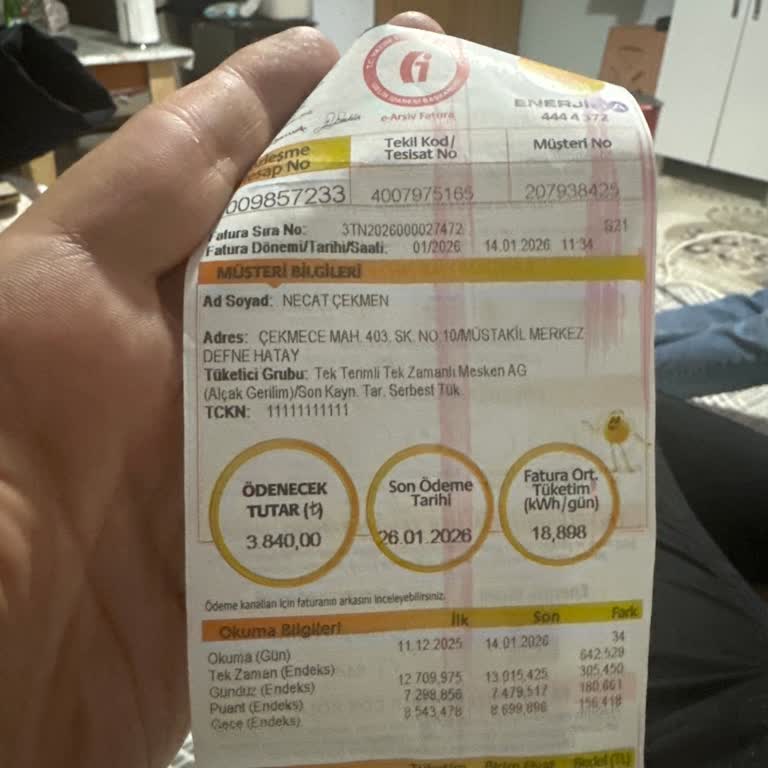 e-Arşiv Fatura
ENERJİSA
444 4 372
Tekil Kod/
Tesisat No
Müşteri No
009857233
4007975165
207938429
Fatura Sıra No: 3TN2026000027472
S21
Fatura Dönemi/Tarihi/Saati: 01/2026 14.01.2026 11:34
MÜŞTERİ BİLGİLERİ
Ad Soyad: NECAT ÇEKMEN
Adres: ÇEKMECE MAH. 403. SK. NO:10/MÜSTAKİL MERKEZ
DEFNE HATAY
Tüketici Grubu: Tek Terimli Tek Zamanlı Mesken AG
(Alçak Gerilim)/Son Kayn. Tar. Serbest Tük.
TCKN: 11111111111
ÖDENECEK
TUTAR (₺)
3.840,00
Son Ödeme
Tarihi
26.01.2026
Fatura Ort.
Tüketim
(kWh/gün)
18,898
Ödeme kanalları için faturanın arkasını inceleyebilirsiniz.
Okuma Bilgileri İlk Son Fark
Okuma (Gün) 11.12.2025 14.01.2026 34
Tek Zaman (Endeks) 642,529
Gündüz (Endeks) 12 709,975 13 015,425 305,450
Puant (Endeks) 7 298,856 7 479,517 180,661
Gece (Endeks) 8 543,478 8 699,896 156,418
Bedel (TL)